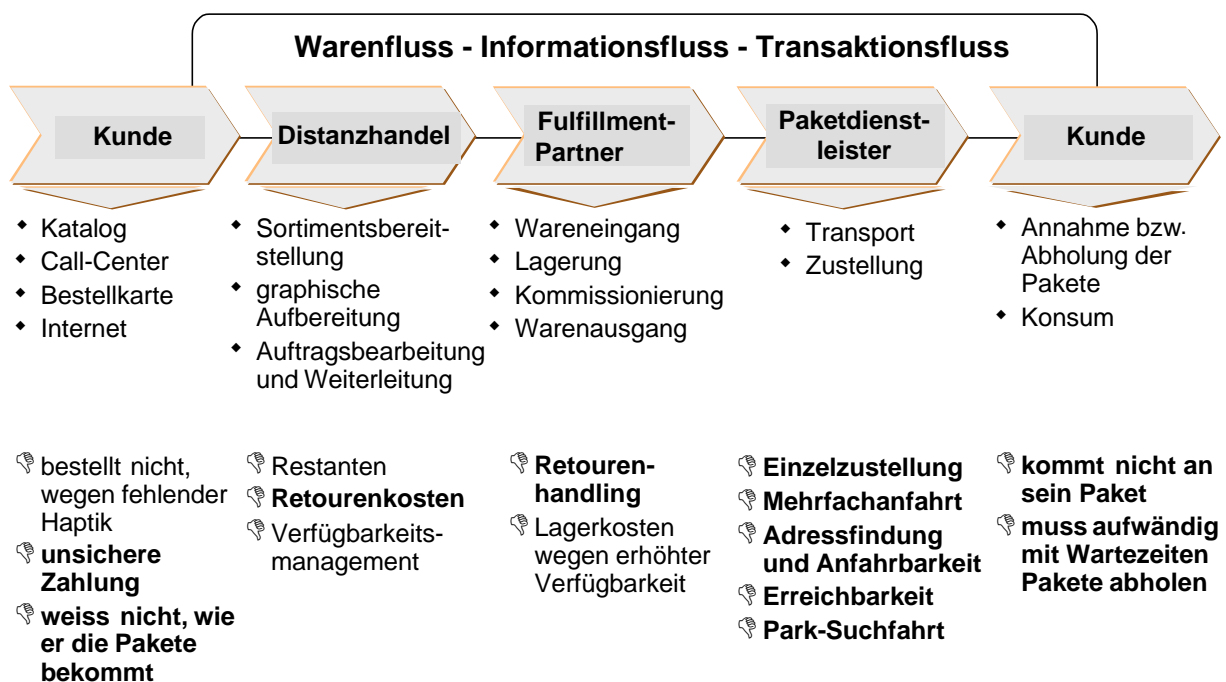 Warenfluss - Informationsfluss - Transaktionsfluss
Kunde
Distanzhandel
Fulfillment-
Partner
Paketdienst-
leister
Kunde
Katalog
Call-Center
Bestellkarte
Internet
Sortimentsbereit-
stellung
graphische
Aufbereitung
Auftragsbearbeitung
und Weiterleitung
Wareneingang
Lagerung
Kommissionierung
Warenausgang
Transport
Zustellung
Annahme bzw.
Abholung der
Pakete
Konsum
bestellt nicht,
wegen fehlender
Haptik
unsichere
Zahlung
weiss nicht, wie
er die Pakete
bekommt
Restanten
Retourenkosten
Verfügbarkeits-
management
Retouren-
handling
Lagerkosten
wegen erhöhter
Verfügbarkeit
Einzelzustellung
Mehrfachanfahrt
Adressfindung
und Anfahrbarkeit
Erreichbarkeit
Park-Suchfahrt
kommt nicht an
sein Paket
muss aufwändig
mit Wartezeiten
Pakete abholen